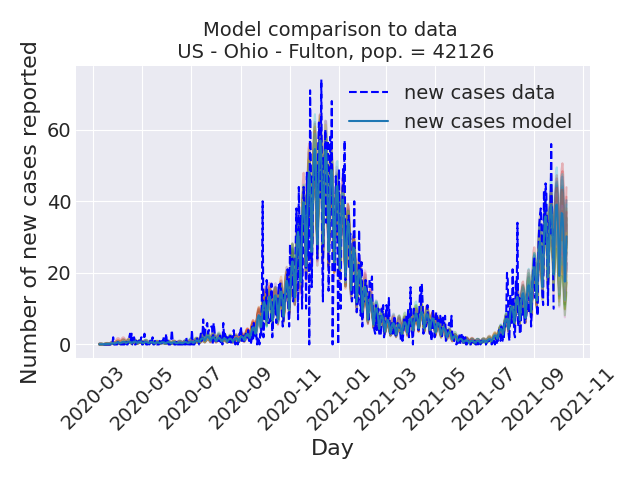 Model comparison to data
US - Ohio - Fulton, pop. = 42126
Number of new cases reported
60
40
20
0
new cases data
new cases model
2020-03
2020-05
2020-07
2020-09
2020-11
2021-01
2021-03
2021-05
2021-07
2021-09
2021-11
Day